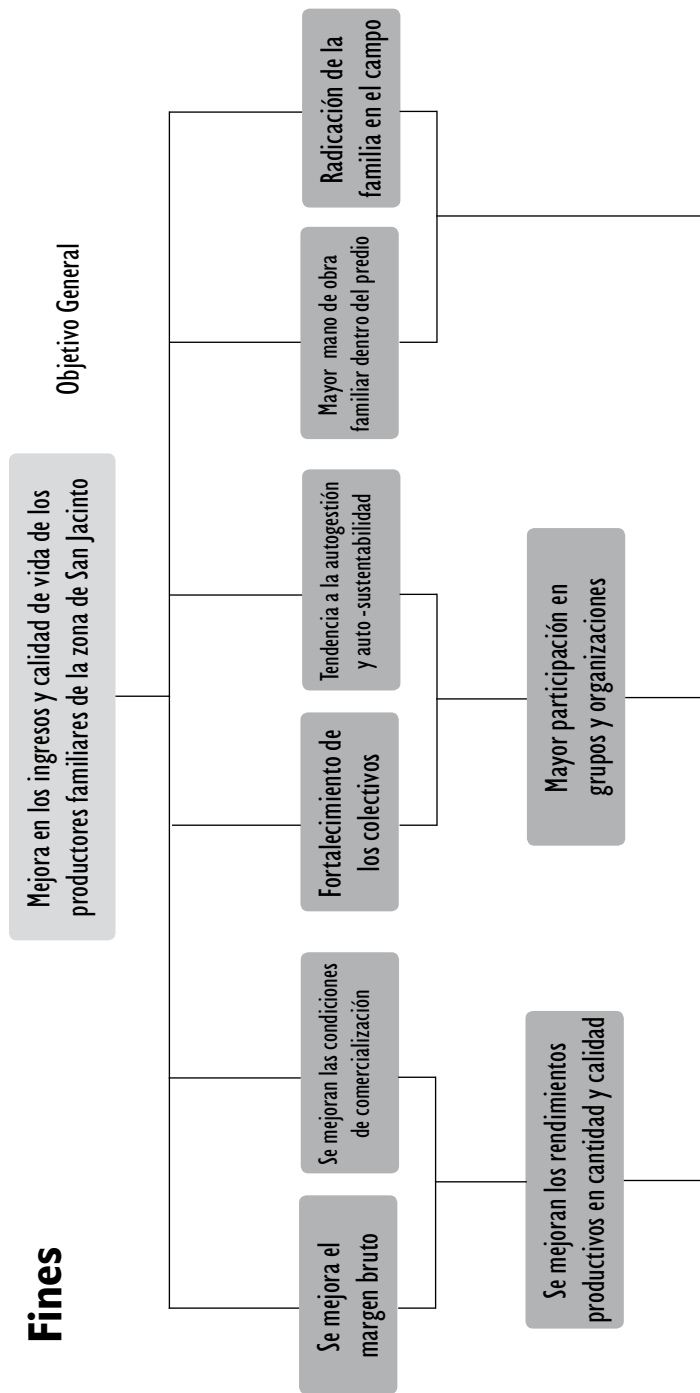 Fines
Mejora en los ingresos y calidad de vida de los
productores familiares de la zona de San Jacinto
Objetivo General
Se mejora el
margen bruto
Se mejoran las condiciones
de comercialización
Fortalecimiento de
los colectivos
Tendencia a la autogestión
y auto -sustentabilidad
Mayor mano de obra
familiar dentro del predio
Radicación de la
familia en el campo
Se mejoran los rendimientos
productivos en cantidad y calidad
Mayor participación en
grupos y organizaciones